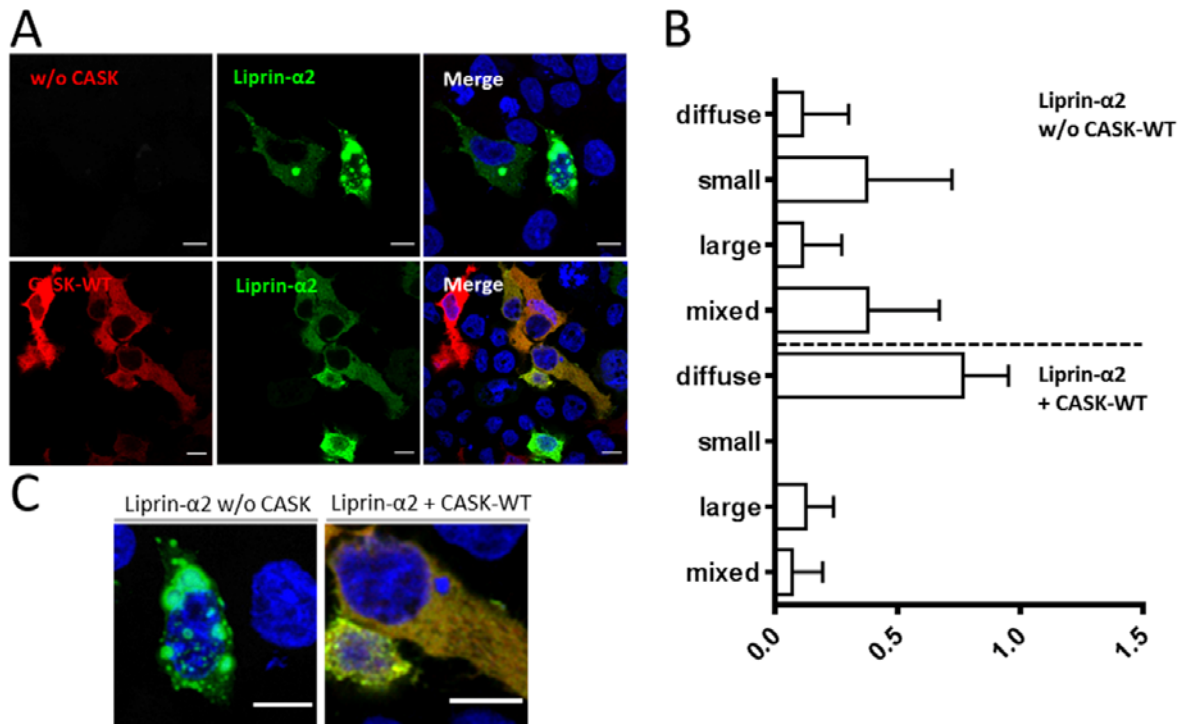 A
w/o CASK
Liprin-α2
Merge
CASK-WT
Liprin-α2
Merge
B
diffuse
small
large
mixed
diffuse
small
large
mixed
Liprin-α2
w/o CASK-WT
Liprin-α2
+ CASK-WT
0.0 0.5 1.0 1.5
C
Liprin-α2 w/o CASK Liprin-α2 + CASK-WT